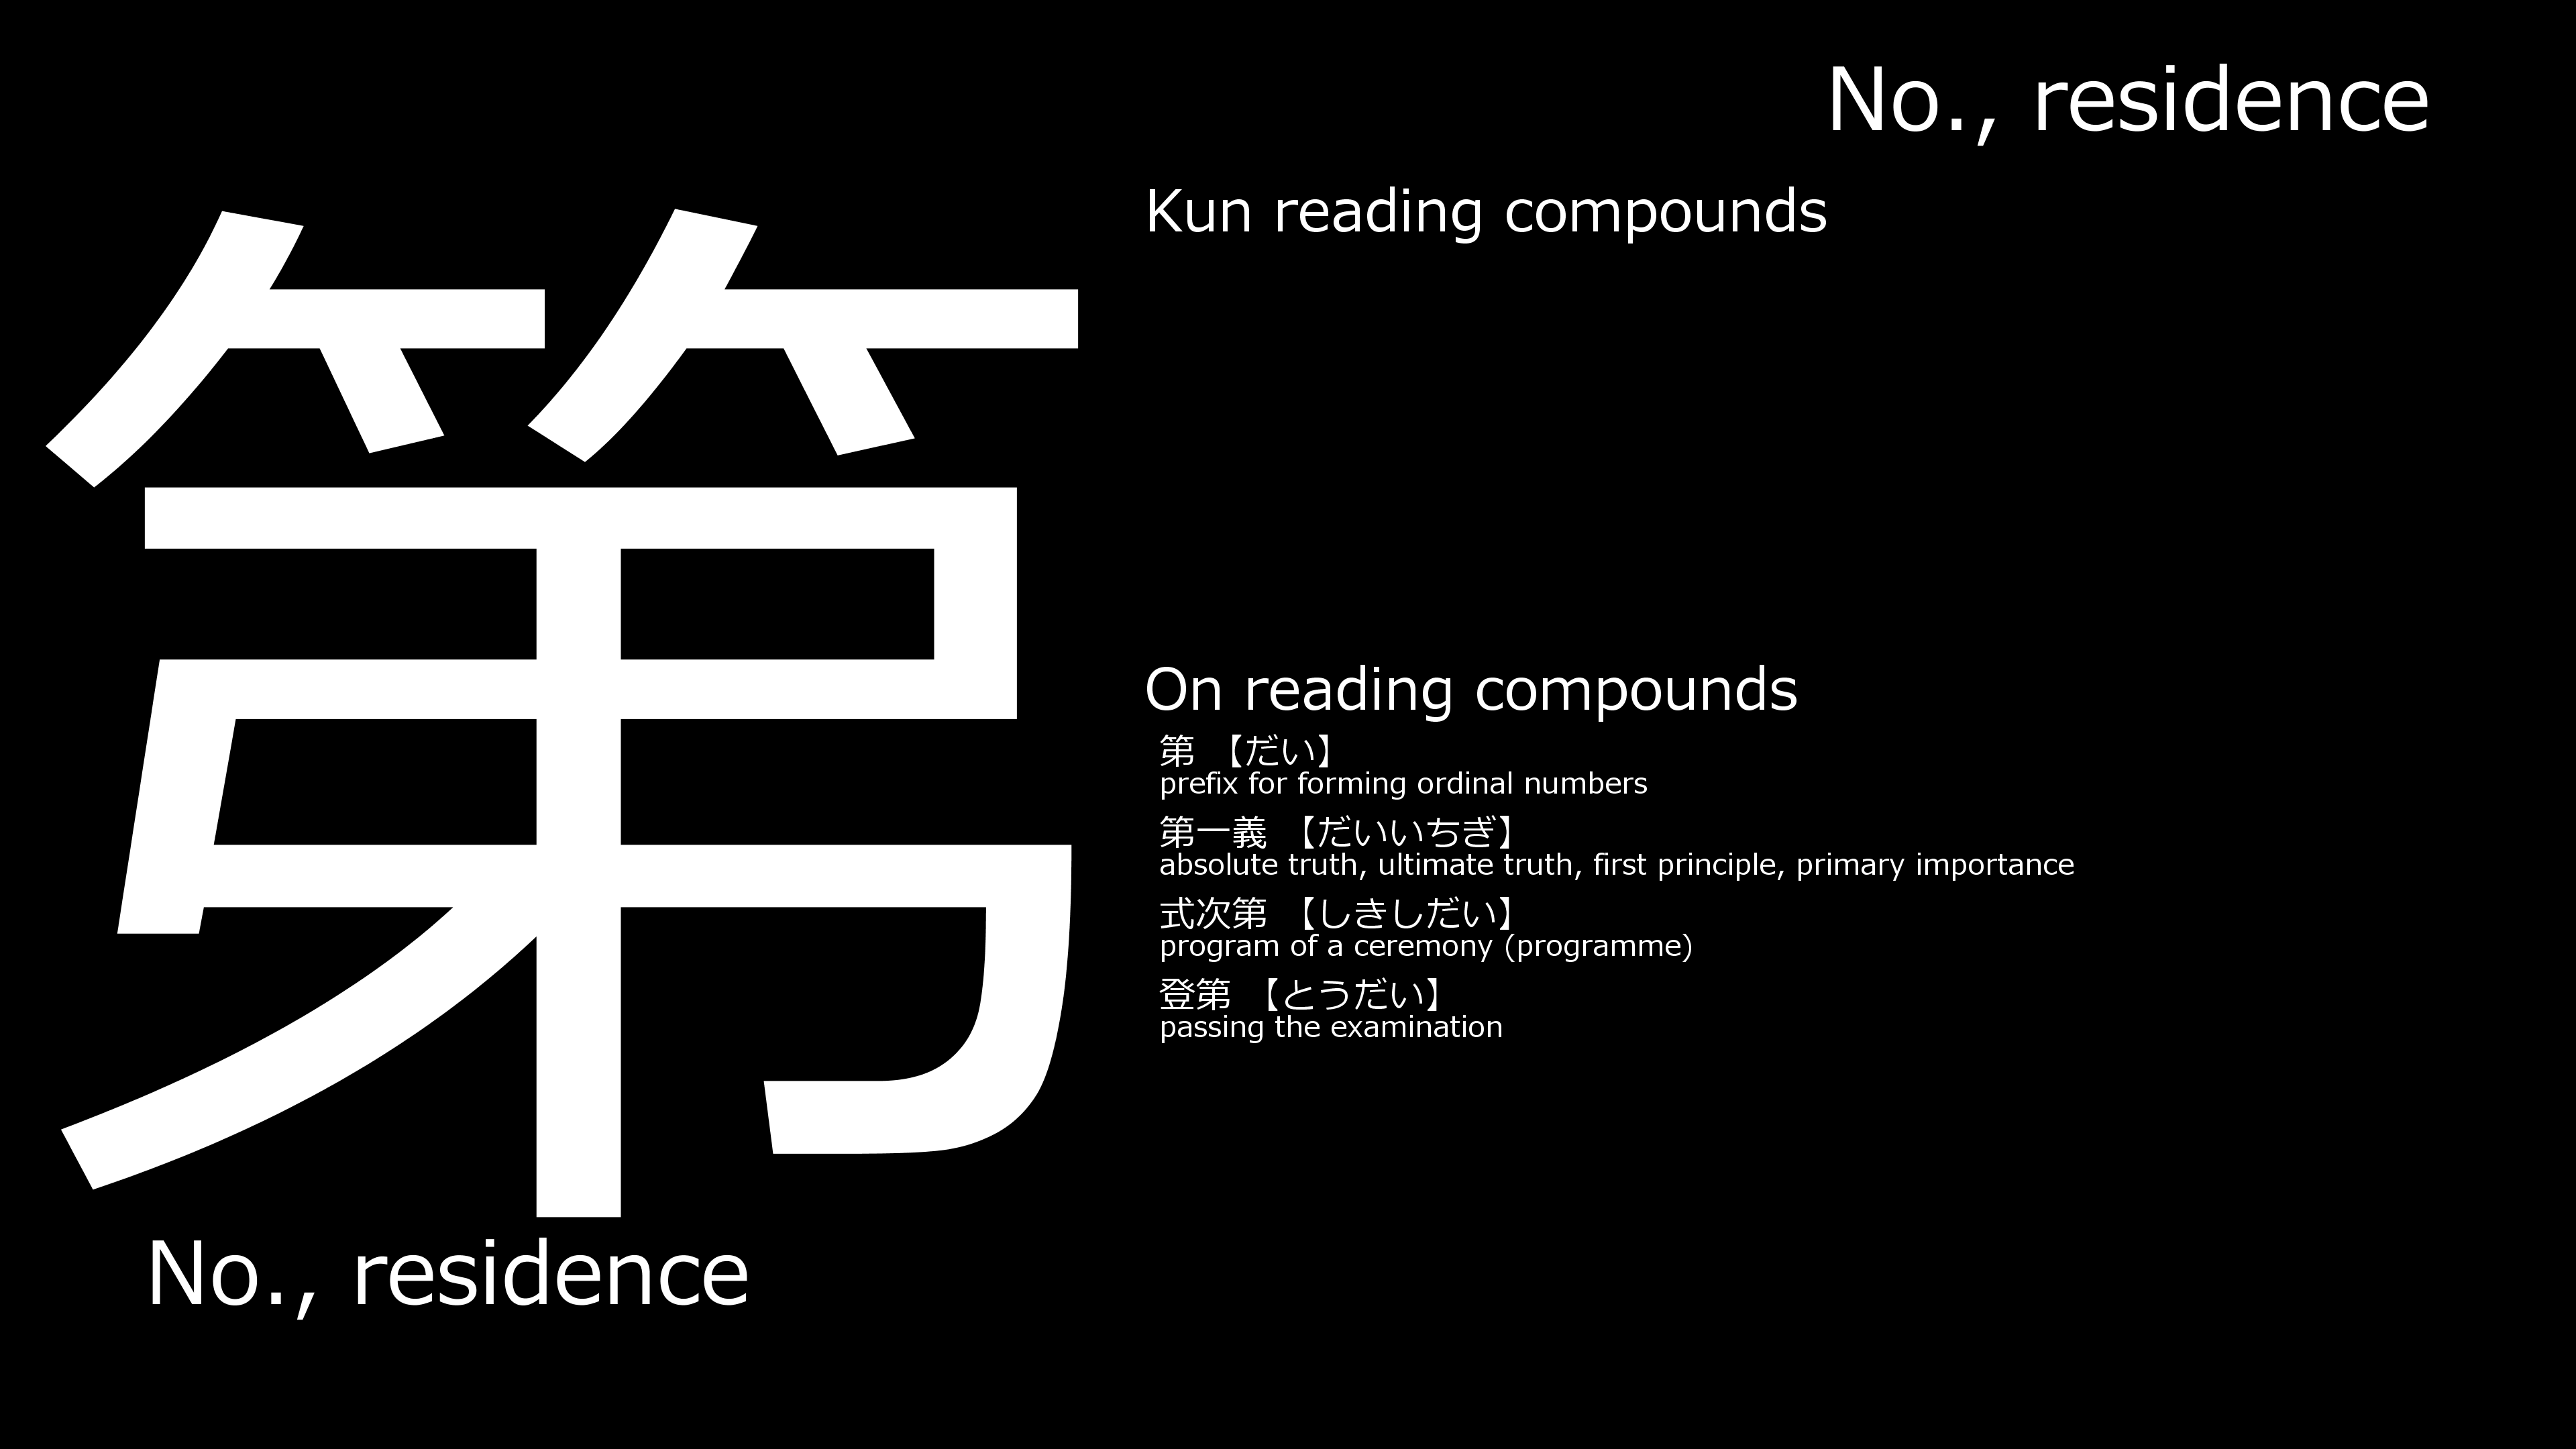 No., residence
Kun reading compounds
第
On reading compounds
第 【だい】
prefix for forming ordinal numbers
第一義 【だいいちぎ】
absolute truth, ultimate truth, first principle, primary importance
式次第 【しきしだい】
program of a ceremony (programme)
登第 【とうだい】
passing the examination
No., residence